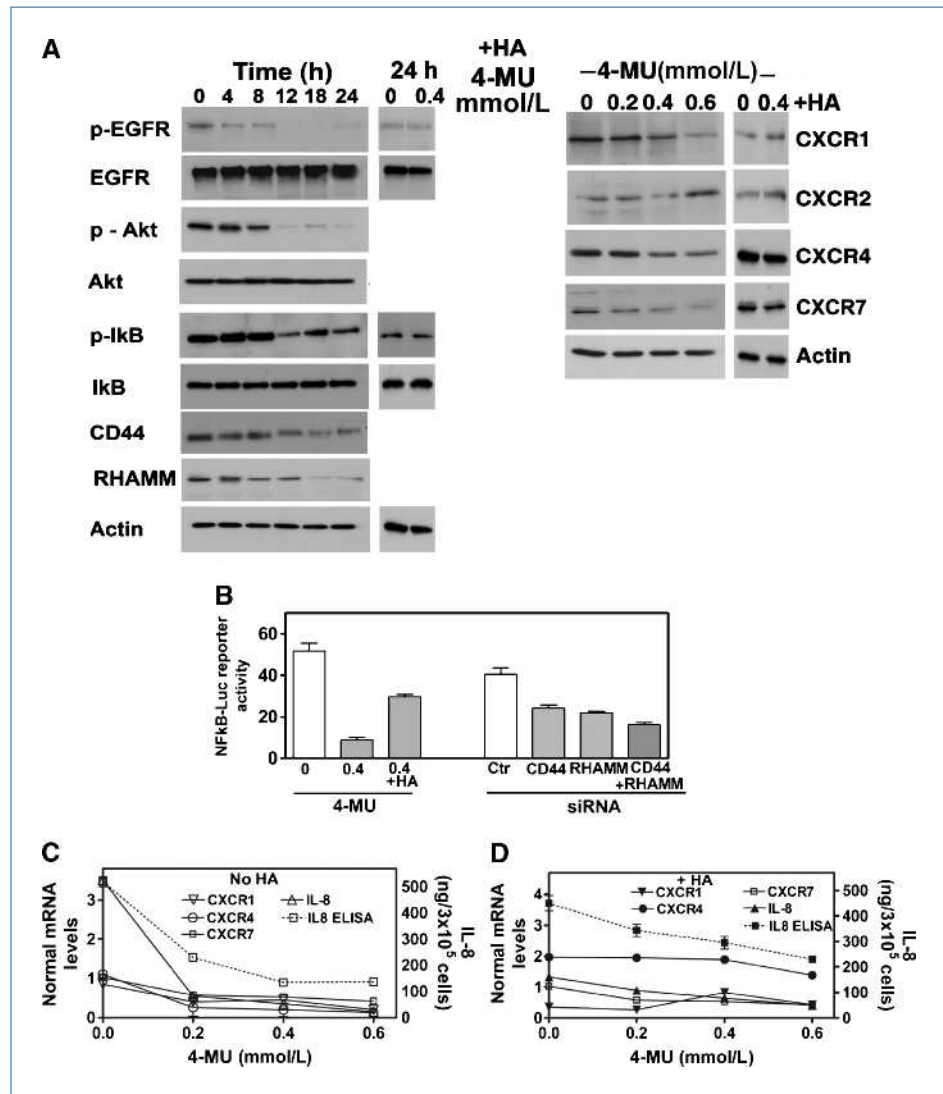 A
Time (h)
0 4 8 12 18 24
24 h
0 0.4
+HA
4-MU
mmol/L
–4-MU(mmol/L)–
0 0.2 0.4 0.6
0 0.4 +HA
p-EGFR
EGFR
p - Akt
Akt
p-IkB
IkB
CD44
RHAMM
Actin
CXCR1
CXCR2
CXCR4
CXCR7
Actin
B
NFkB-Luc reporter
activity
60
40
20
0
0 0.4 0.4
+HA
4-MU
Ctr CD44 RHAMM CD44
+RHAMM
siRNA
C
No HA
CXCR1
CXCR4
CXCR7
IL-8
IL8 ELISA
Normal mRNA
levels
3
2
1
0
500
400
300
200
100
0
IL-8
(ng/3x10⁵ cells)
0.0 0.2 0.4 0.6
4-MU (mmol/L)
D
+ HA
CXCR1
CXCR4
CXCR7
IL-8
IL8 ELISA
Normal mRNA
levels
4
3
2
1
0
500
400
300
200
100
0
IL-8
(ng/3x10⁵ cells)
0.0 0.2 0.4 0.6
4-MU (mmol/L)